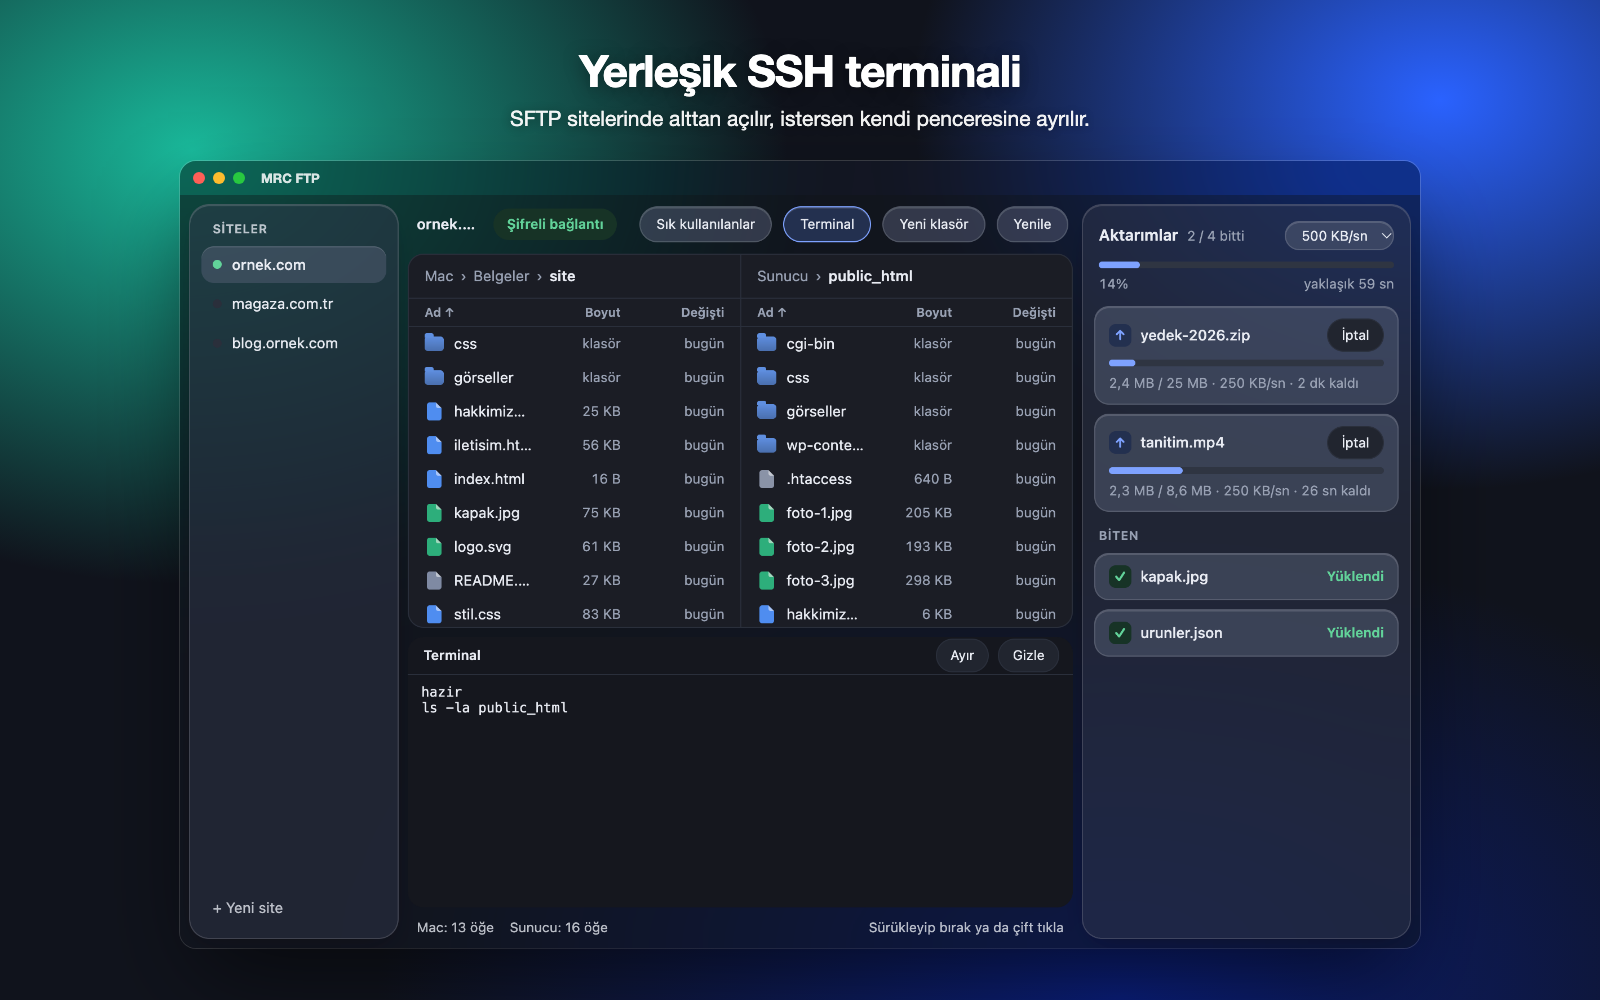 Yerleşik SSH terminali
SFTP sitelerinde alttan açılır, istersen kendi penceresine ayrılır.
MRC FTP
SİTELER
ornek.com
magaza.com.tr
blog.ornek.com
+ Yeni site
ornek.... Şifreli bağlantı Sık kullanılanlar Terminal Yeni klasör Yenile
Mac › Belgeler › site
Ad ↑ Boyut Değişti
css klasör bugün
görseller klasör bugün
hakkimiz... 25 KB bugün
iletisim.ht... 56 KB bugün
index.html 16 B bugün
kapak.jpg 75 KB bugün
logo.svg 61 KB bugün
README.... 27 KB bugün
stil.css 83 KB bugün
Sunucu › public_html
Ad ↑ Boyut Değişti
cgi-bin klasör bugün
css klasör bugün
görseller klasör bugün
wp-conte... klasör bugün
.htaccess 640 B bugün
foto-1.jpg 205 KB bugün
foto-2.jpg 193 KB bugün
foto-3.jpg 298 KB bugün
hakkimiz... 6 KB bugün
Terminal Ayır Gizle
hazir
ls -la public_html
Mac: 13 öğe Sunucu: 16 öğe Sürükleyip bırak ya da çift tıkla
Aktarımlar 2 / 4 bitti 500 KB/sn
14% yaklaşık 59 sn
yedek-2026.zip İptal
2,4 MB / 25 MB · 250 KB/sn · 2 dk kaldı
tanitim.mp4 İptal
2,3 MB / 8,6 MB · 250 KB/sn · 26 sn kaldı
BİTEN
kapak.jpg Yüklendi
urunler.json Yüklendi